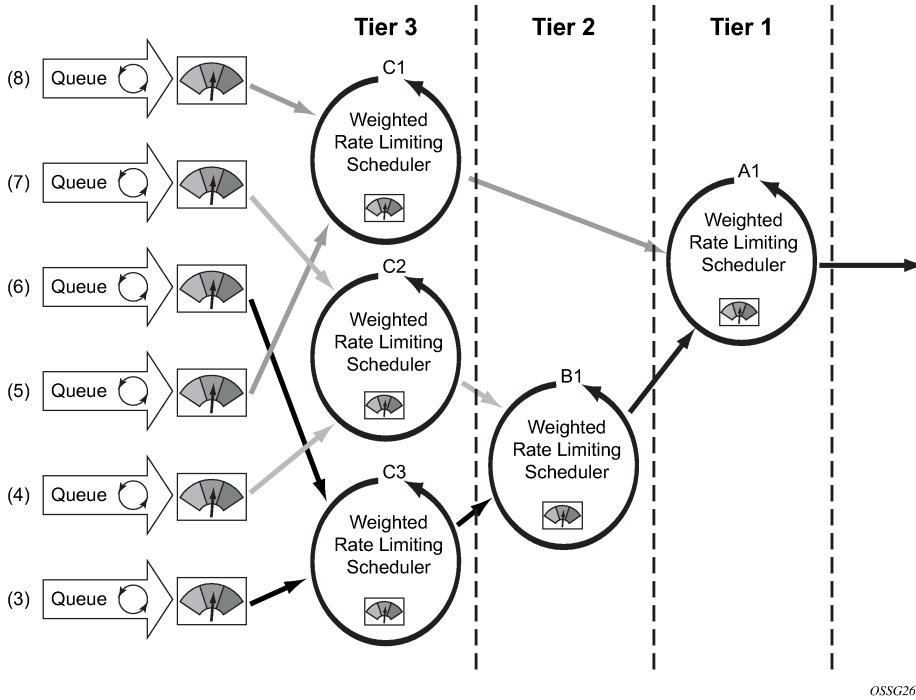 Tier 3
Tier 2
Tier 1
(8)
Queue
C1
Weighted
Rate Limiting
Scheduler
(7)
Queue
A1
Weighted
Rate Limiting
Scheduler
(6)
Queue
C2
Weighted
Rate Limiting
Scheduler
(5)
Queue
B1
Weighted
Rate Limiting
Scheduler
(4)
Queue
C3
Weighted
Rate Limiting
Scheduler
(3)
Queue
OSSG26